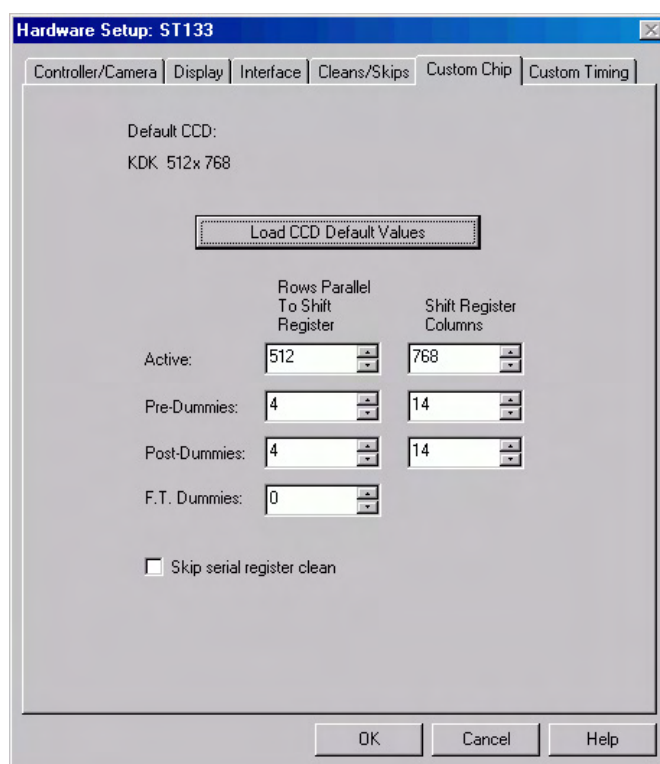 Hardware Setup: ST133
Controller/Camera Display Interface Cleans/Skips Custom Chip Custom Timing
Default CCD:
KDK 512x 768
Load CCD Default Values
Rows Parallel
To Shift
Register
Shift Register
Columns
Active: 512 768
Pre-Dummies: 4 14
Post-Dummies: 4 14
F.T. Dummies: 0
Skip serial register clean
OK Cancel Help